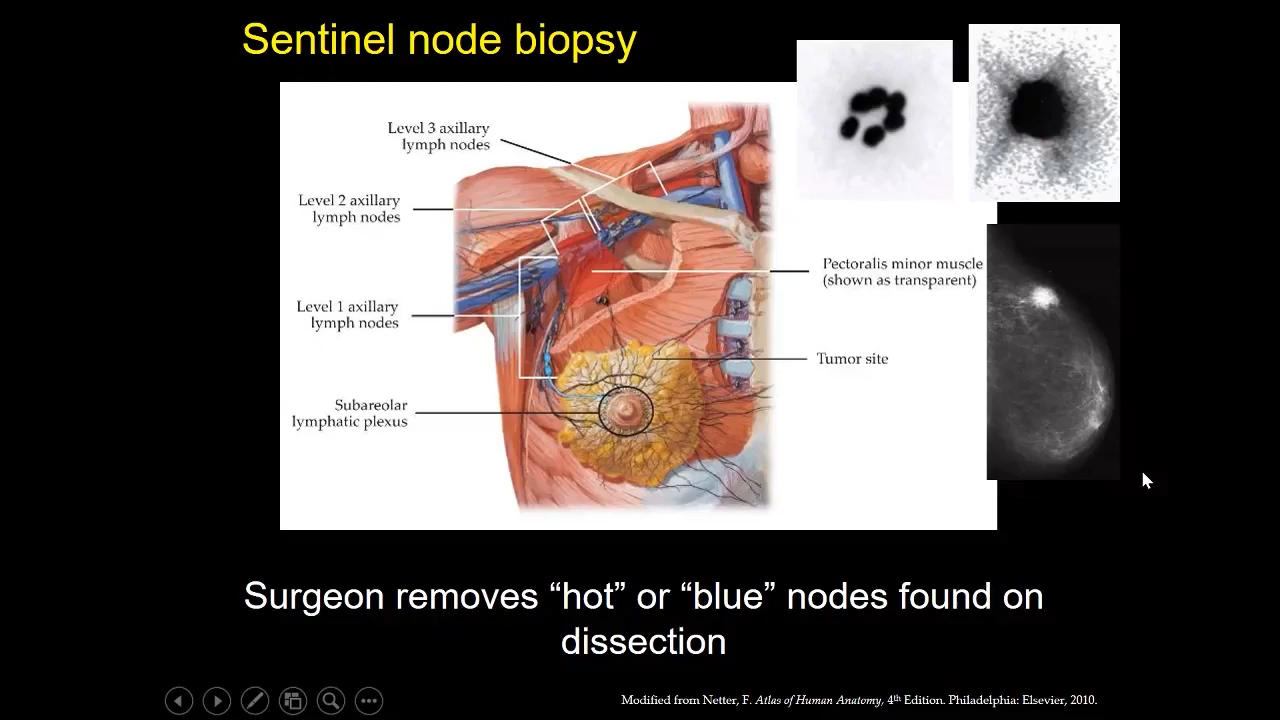 Sentinel node biopsy
Level 3 axillary
lymph nodes
Level 2 axillary
lymph nodes
Pectoralis minor muscle
(shown as transparent)
Level 1 axillary
lymph nodes
Tumor site
Subareolar
lymphatic plexus
Surgeon removes “hot” or “blue” nodes found on
dissection
Modified from Netter, F. Atlas of Human Anatomy, 4th Edition. Philadelphia: Elsevier, 2010.